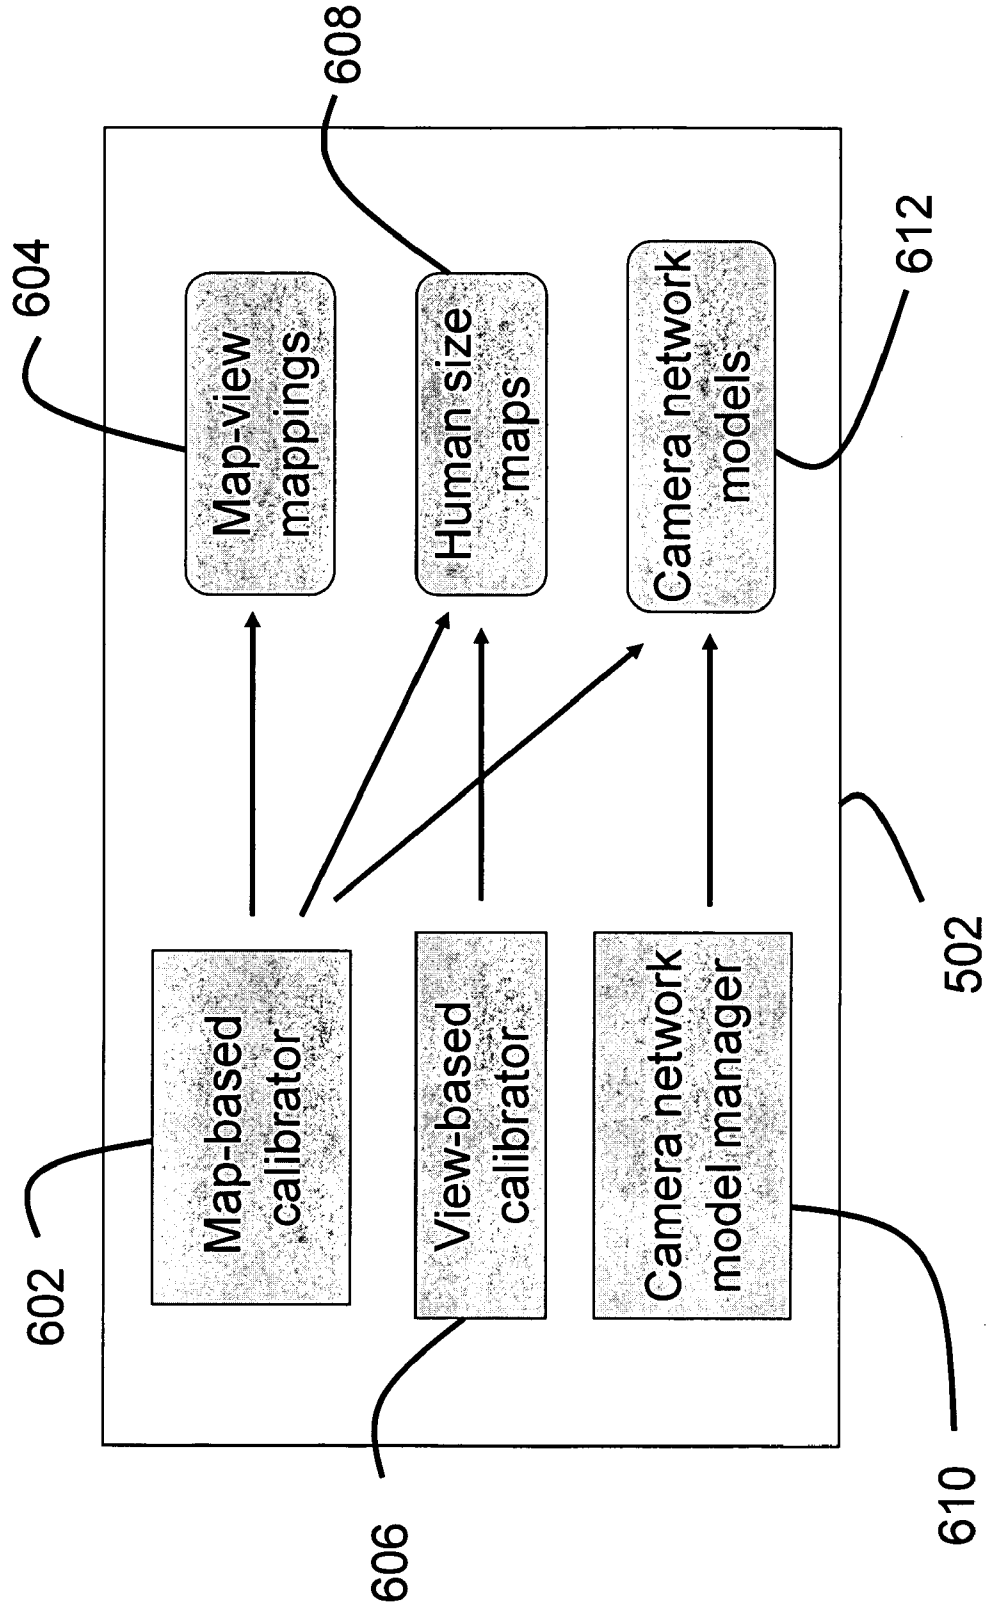 602
Map-based
calibrator
604
Map-view
mappings
606
View-based
calibrator
608
Human size
maps
610
Camera network
model manager
612
Camera network
models
502